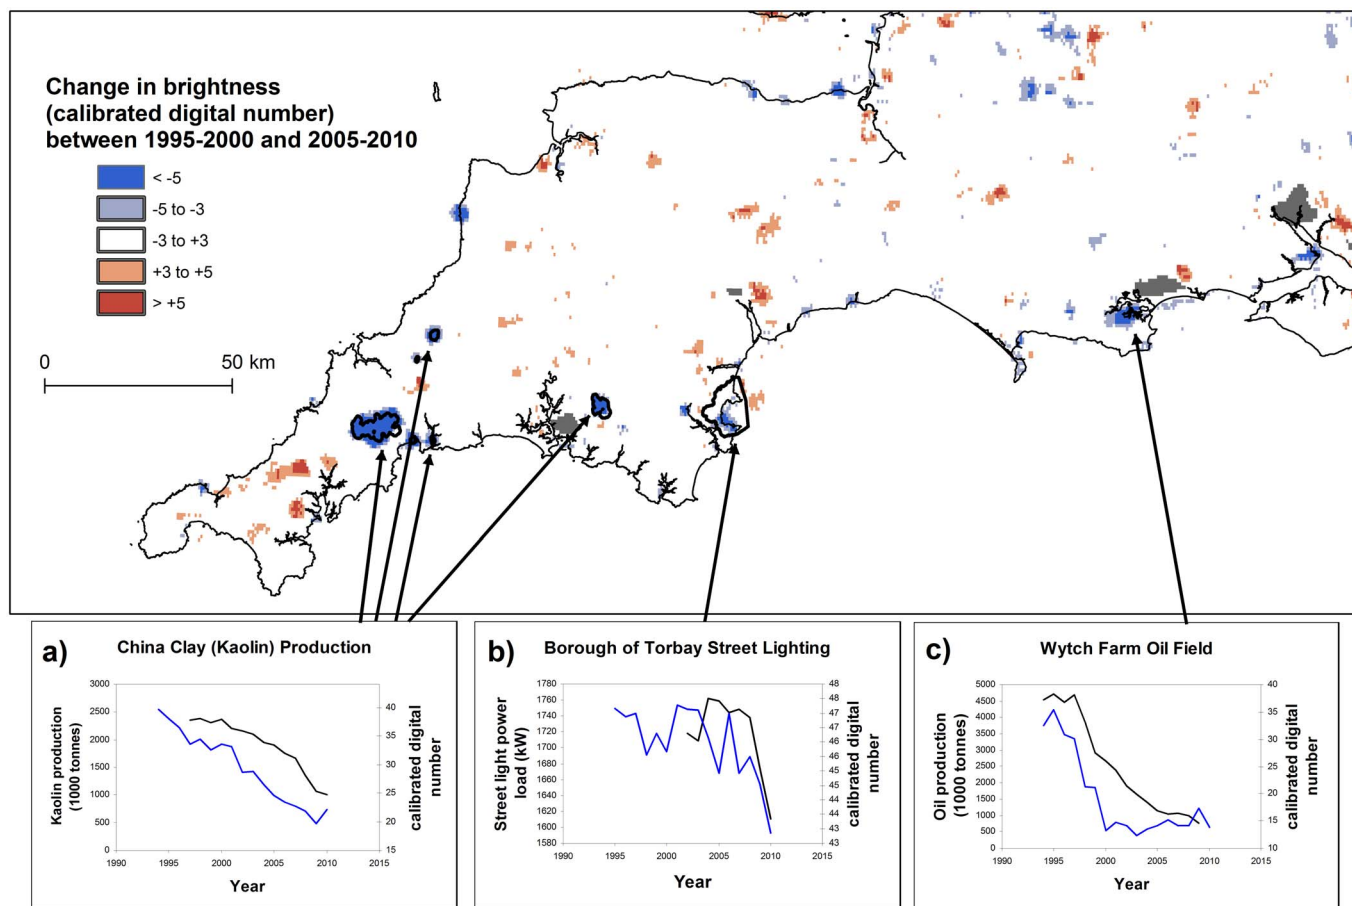 Change in brightness
(calibrated digital number)
between 1995-2000 and 2005-2010
< -5
-5 to -3
-3 to +3
+3 to +5
> +5
0 50 km
a)
China Clay (Kaolin) Production
Kaolin production
(1000 tonnes)
3000
2500
2000
1500
1000
500
0
1990 1995 2000 2005 2010 2015
Year
40
35
30
25
20
15
calibrated digital
number
b)
Borough of Torbay Street Lighting
Street light power
load (kW)
1780
1760
1740
1720
1700
1680
1660
1640
1620
1600
1580
1990 1995 2000 2005 2010 2015
Year
48
48
47
47
46
46
45
45
44
44
43
43
calibrated digital
number
c)
Wytch Farm Oil Field
Oil production
(1000 tonnes)
5000
4500
4000
3500
3000
2500
2000
1500
1000
500
0
1990 1995 2000 2005 2010 2015
Year
40
35
30
25
20
15
10
calibrated digital
number